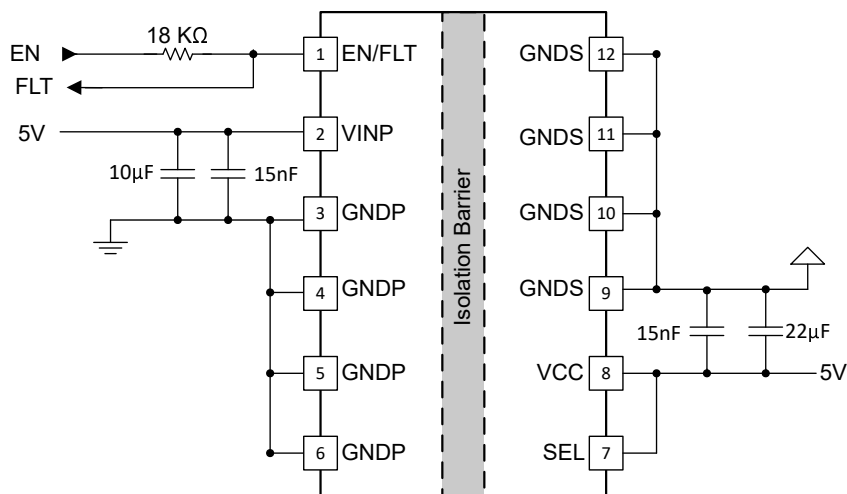 18 KΩ
EN
1
EN/FLT
GNDS
12
FLT
5V
2
VINP
GNDS
11
10µF
15nF
3
GNDP
GNDS
10
Isolation Barrier
4
GNDP
GNDS
9
15nF
22µF
5
GNDP
VCC
8
5V
6
GNDP
SEL
7